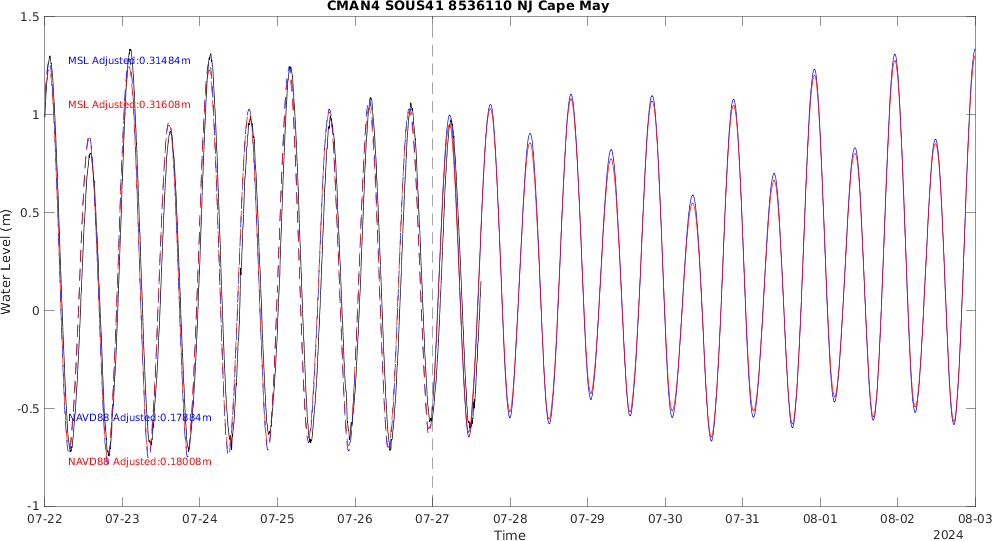 CMAN4 SOUS41 8536110 NJ Cape May
1.5
MSL Adjusted:0.31484m
MSL Adjusted:0.31608m
1
0.5
Water Level (m)
0
-0.5
NAVD88 Adjusted:0.17884m
NAVD88 Adjusted:0.18008m
-1
07-22 07-23 07-24 07-25 07-26 07-27 07-28 07-29 07-30 07-31 08-01 08-02 08-03
Time
2024